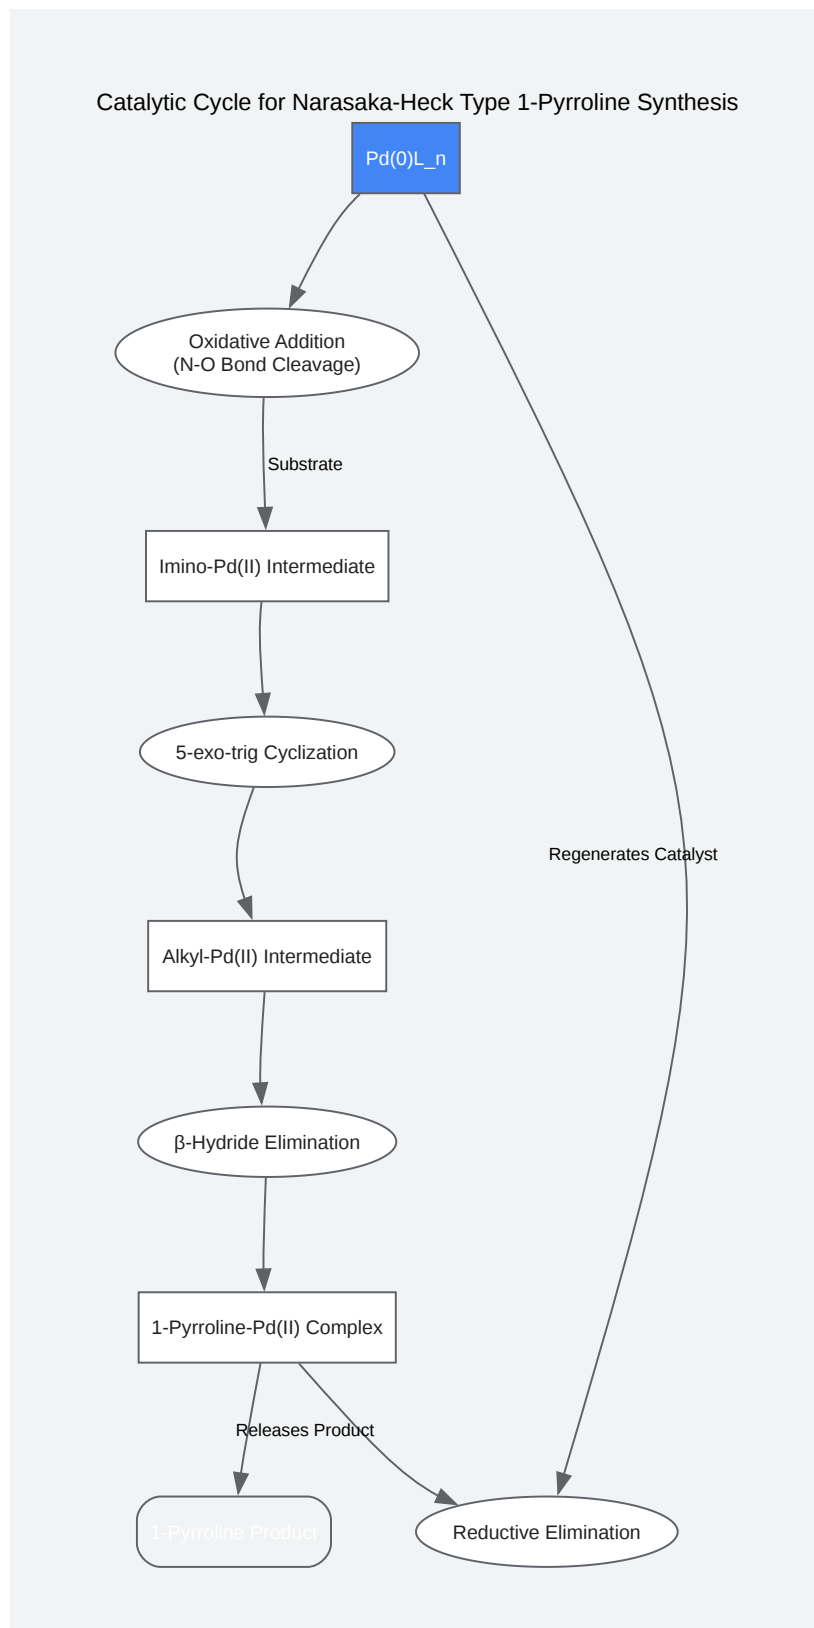 Catalytic Cycle for Narasaka-Heck Type 1-Pyrroline Synthesis
Pd(0)L_n
Oxidative Addition
(N-O Bond Cleavage)
Substrate
Imino-Pd(II) Intermediate
5-exo-trig Cyclization
Regenerates Catalyst
Alkyl-Pd(II) Intermediate
β-Hydride Elimination
1-Pyrroline-Pd(II) Complex
Releases Product
1-Pyrroline Product
Reductive Elimination